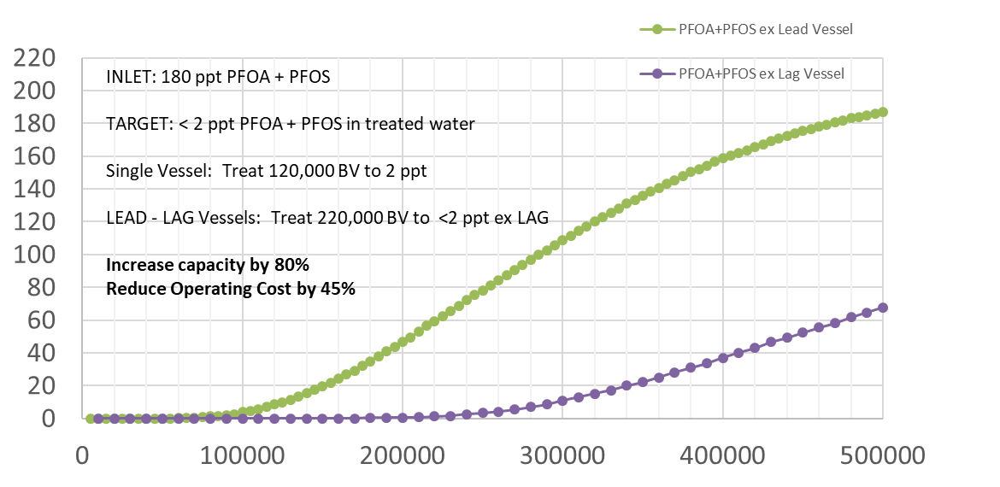 PFOA+PFOS ex Lead Vessel
PFOA+PFOS ex Lag Vessel
220
200
180
160
140
120
100
80
60
40
20
0
INLET: 180 ppt PFOA + PFOS
TARGET: < 2 ppt PFOA + PFOS in treated water
Single Vessel: Treat 120,000 BV to 2 ppt
LEAD - LAG Vessels: Treat 220,000 BV to <2 ppt ex LAG
Increase capacity by 80%
Reduce Operating Cost by 45%
0 100000 200000 300000 400000 500000